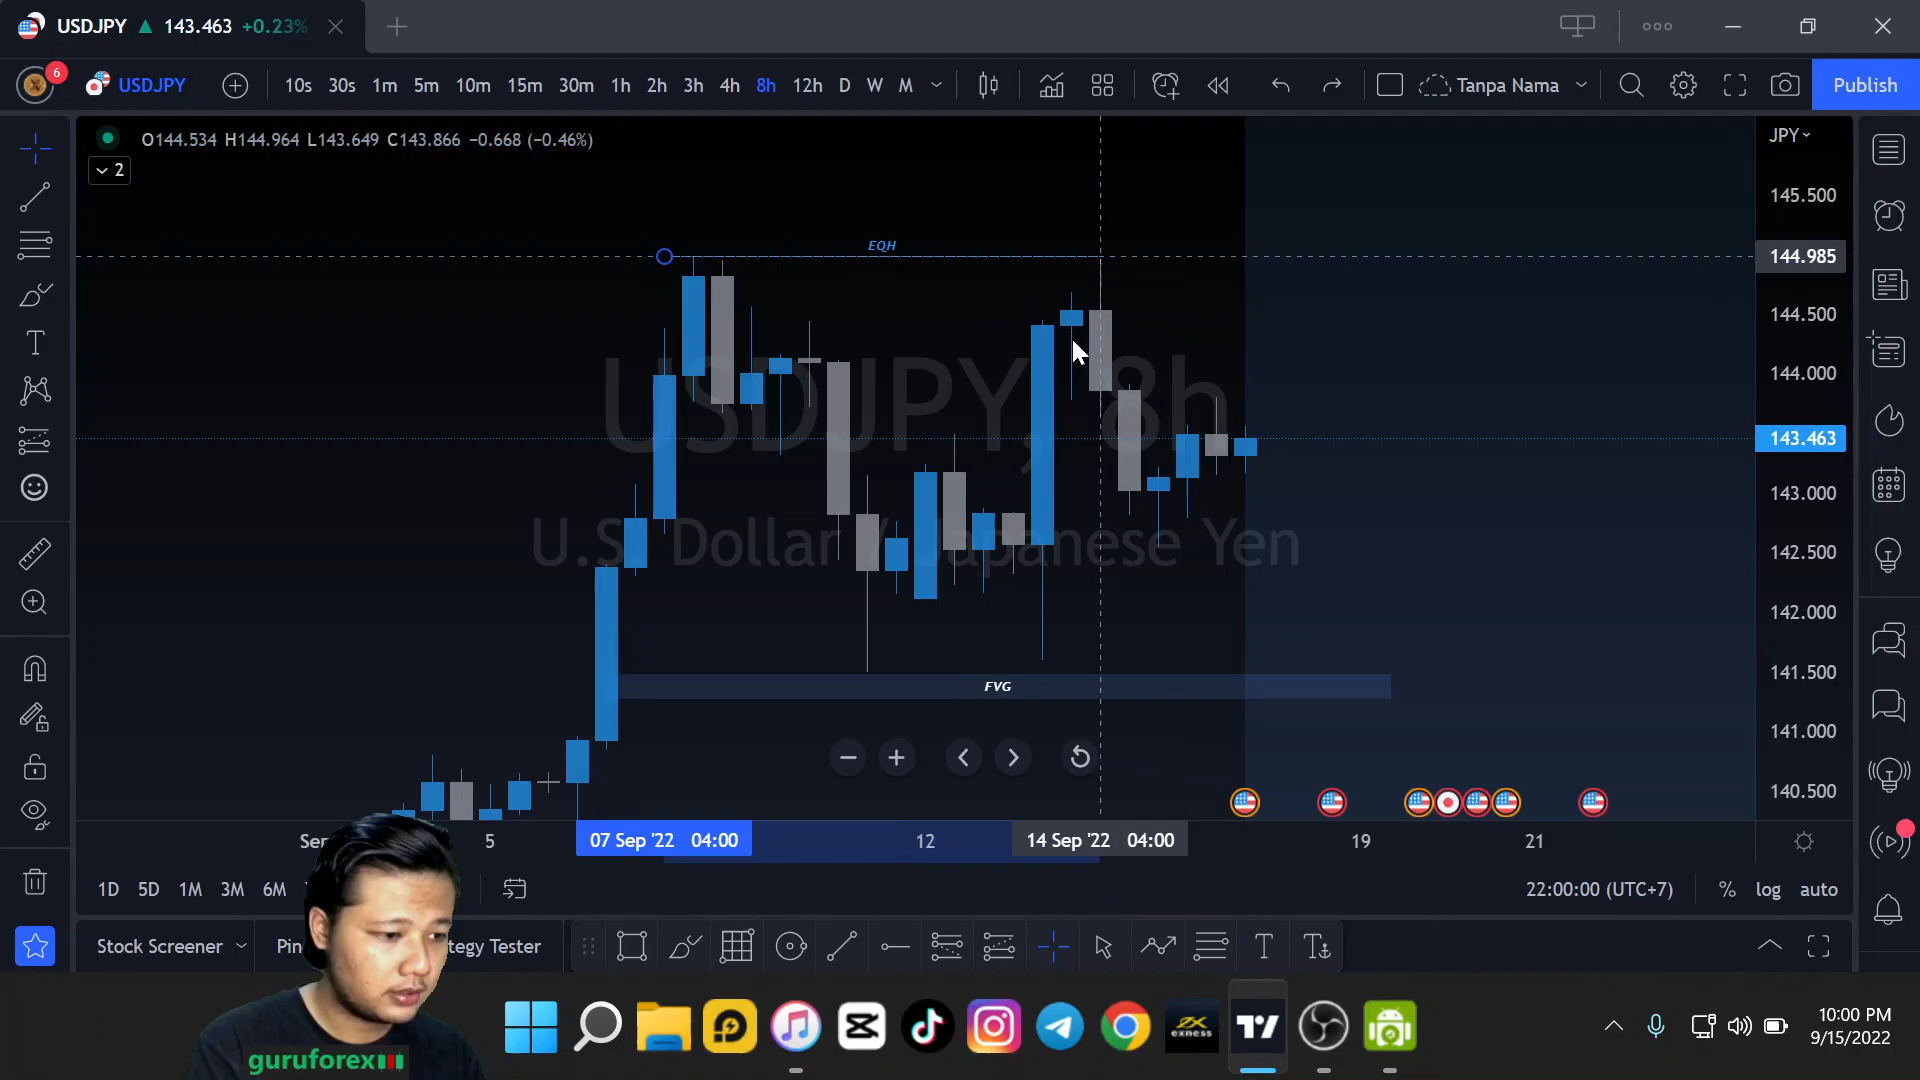 USDJPY ▲ 143.463 +0.23%
6 USDJPY 10s 30s 1m 5m 10m 15m 30m 1h 2h 3h 4h 8h 12h D W M Tanpa Nama Publish
O144.534 H144.964 L143.649 C143.866 −0.668 (−0.46%)
2
JPY
145.500
EQH
144.985
144.500
144.000
143.463
143.000
142.500
142.000
141.500
141.000
140.500
USDJPY, 8h
U.S. Dollar / Japanese Yen
FVG
5 07 Sep '22 04:00 12 14 Sep '22 04:00 19 21
1D 5D 1M 3M 6M 22:00:00 (UTC+7) % log auto
Stock Screener Tester
exness
10:00 PM
9/15/2022
guruforex